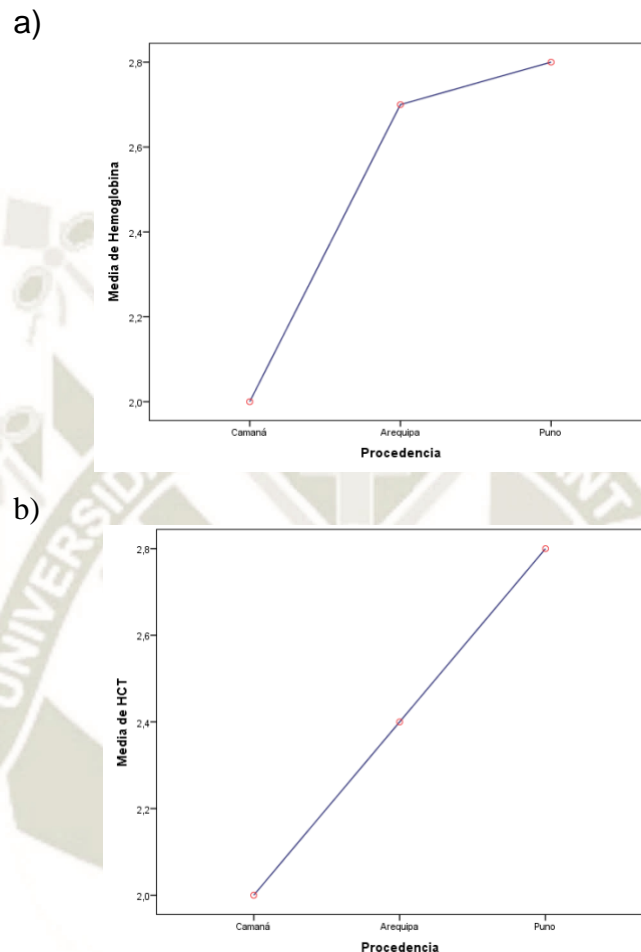 a)
2,8
2,6
2,4
2,2
2,0
Media de Hemoglobina
Camaná Arequipa Puno
Procedencia
b)
2,8
2,6
2,4
2,2
2,0
Media de HCT
Camaná Arequipa Puno
Procedencia
UNIVERSID